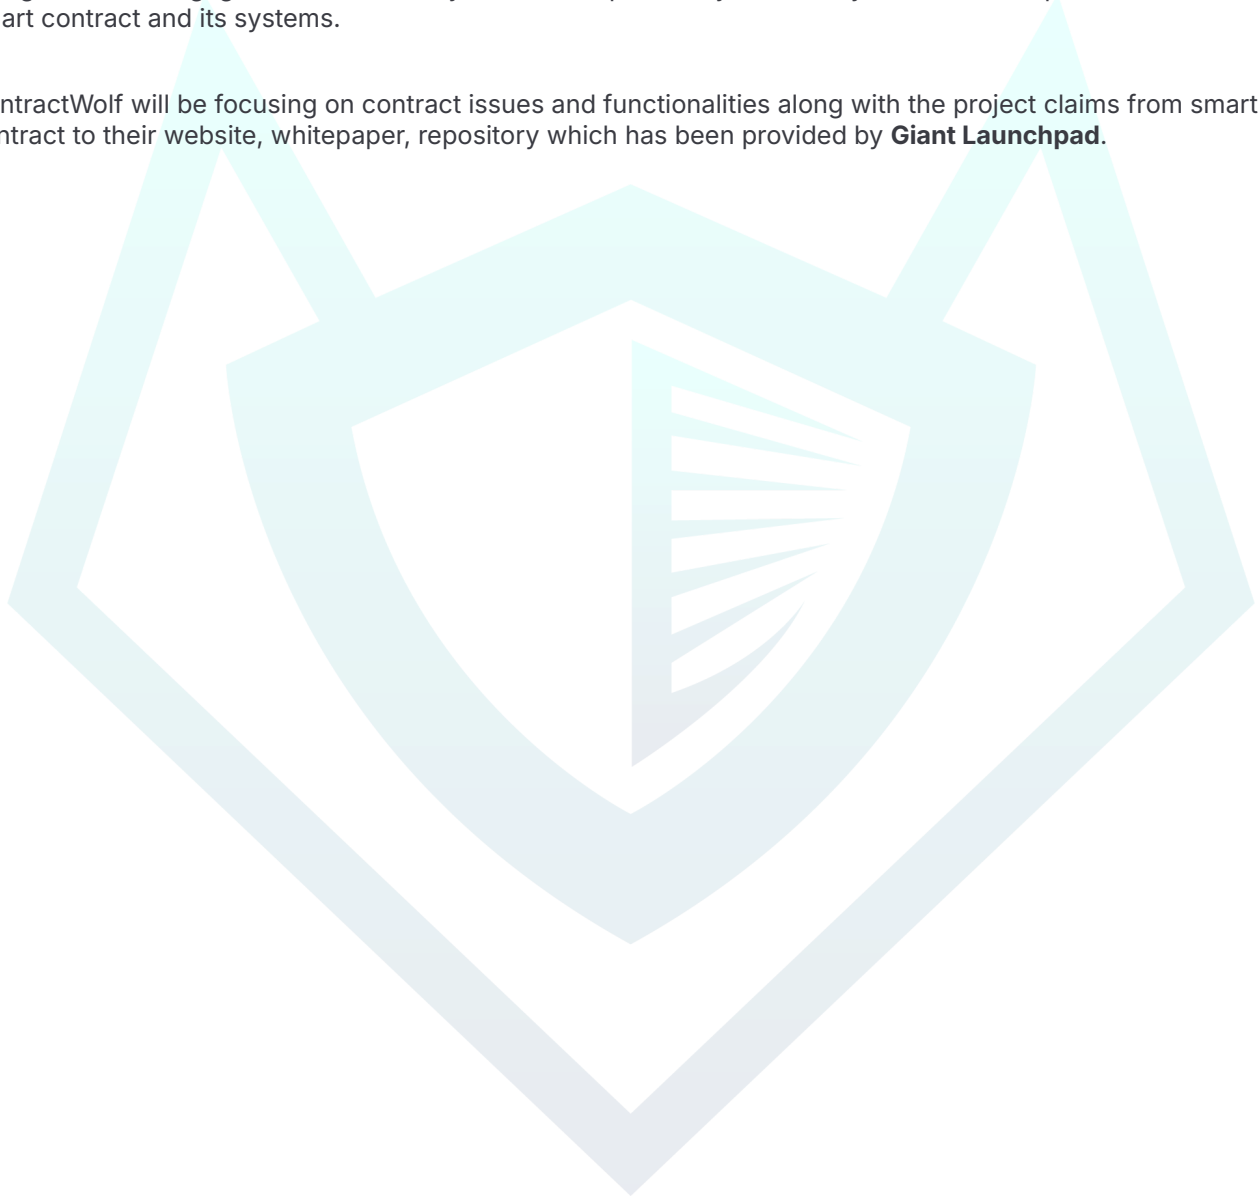 art contract and its systems.
ntractWolf will be focusing on contract issues and functionalities along with the project claims from smart
ntract to their website, whitepaper, repository which has been provided by Giant Launchpad.